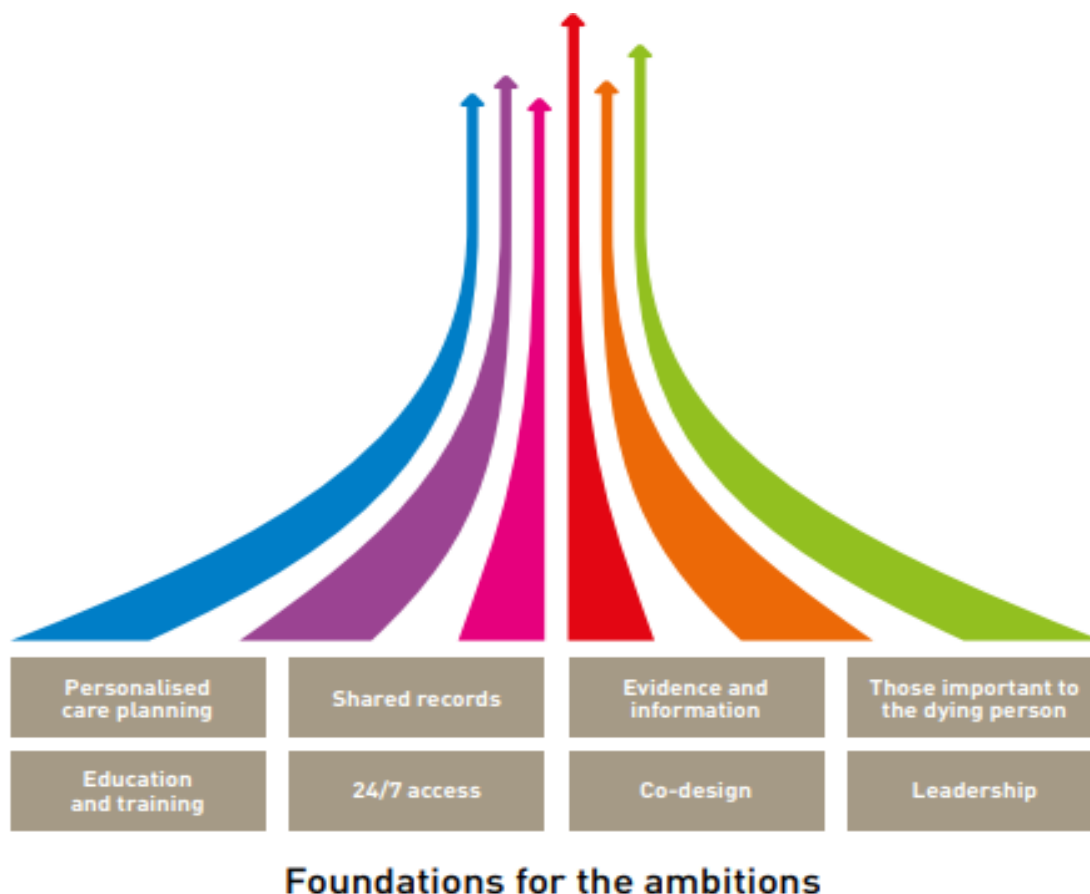 Personalised
care planning
Shared records
Evidence and
information
Those important to
the dying person
Education
and training
24/7 access
Co-design
Leadership
Foundations for the ambitions